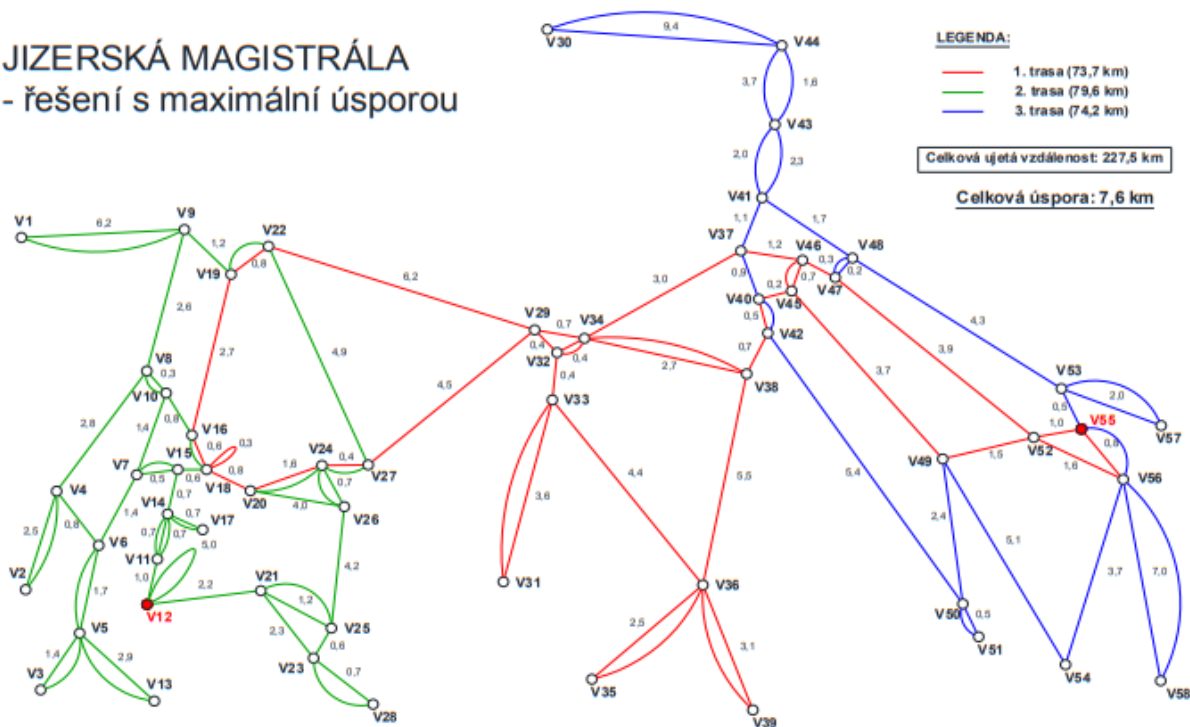 JIZERSKÁ MAGISTRÁLA
- řešení s maximální úsporou
LEGENDA:
1. trasa (73,7 km)
2. trasa (79,6 km)
3. trasa (74,2 km)
Celková ujetá vzdálenost: 227,5 km
Celková úspora: 7,6 km
V30
9,4
V44
3,7
1,6
V43
2,0
2,3
V41
1,1
1,7
V1
6,2
V9
1,2
V22
V19
0,8
6,2
V37
1,2
V46
0,3
V48
0,2
V47
0,7
0,9
3,0
0,2
V45
V40
0,5
V42
2,6
2,7
4,9
V29
0,7
V34
0,4
V32
0,4
2,7
0,7
V38
4,3
3,9
3,7
V8
0,3
V10
0,8
2,8
1,4
V16
0,6
0,3
4,5
0,4
V33
V53
0,5
2,0
V55
V57
1,0
0,8
V7
0,5
V15
0,6
V18
0,8
V20
1,6
V24
0,4
V27
0,7
4,0
V26
4,4
5,5
5,4
V49
1,5
V52
1,6
V56
V4
0,8
2,5
V6
1,4
V14
0,7
0,7
V17
0,7
0,7
V11
5,0
1,0
3,6
4,2
2,4
5,1
3,7
7,0
V2
V12
2,2
V21
1,2
V31
V36
1,7
V5
2,3
V25
0,6
V23
0,7
V50
0,5
V51
2,5
3,1
V3
1,4
2,9
V13
V28
V35
V39
V54
V58